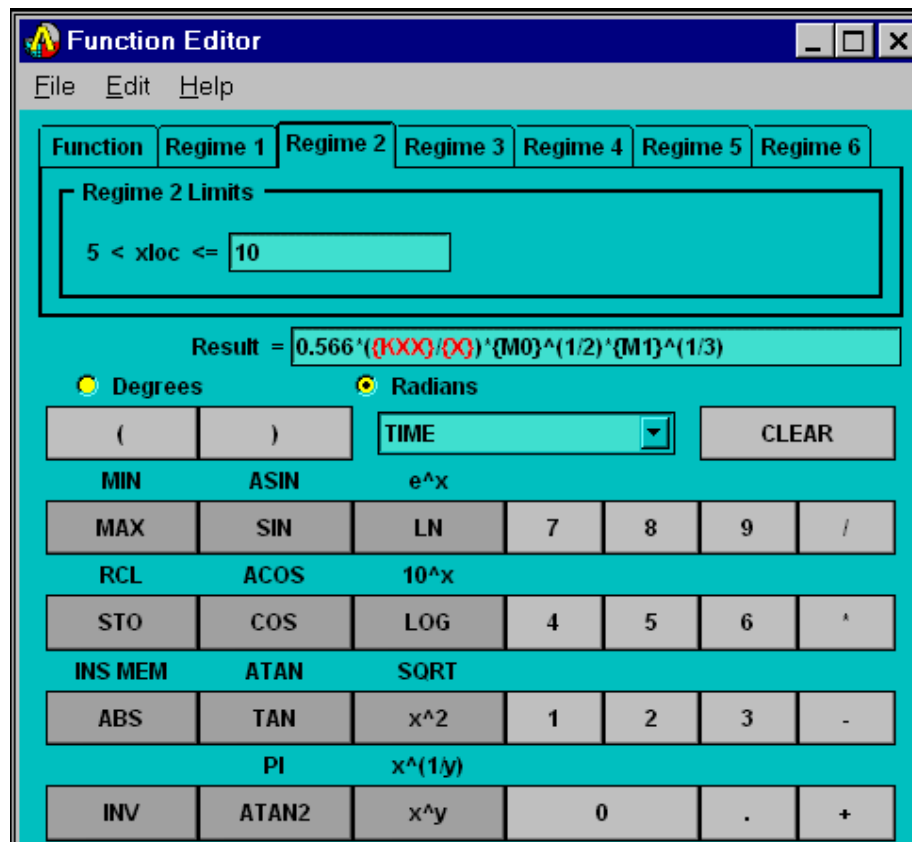 Function Editor
File Edit Help
Function Regime 1 Regime 2 Regime 3 Regime 4 Regime 5 Regime 6
Regime 2 Limits
5 < xloc <= 10
Result = 0.566*({KXX}/{X})*{M0}^(1/2)*{M1}^(1/3)
Degrees Radians
( ) TIME CLEAR
MIN ASIN e^x
MAX SIN LN 7 8 9 /
RCL ACOS 10^x
STO COS LOG 4 5 6 *
INS MEM ATAN SQRT
ABS TAN x^2 1 2 3 -
PI x^(1/y)
INV ATAN2 x^y 0 . +